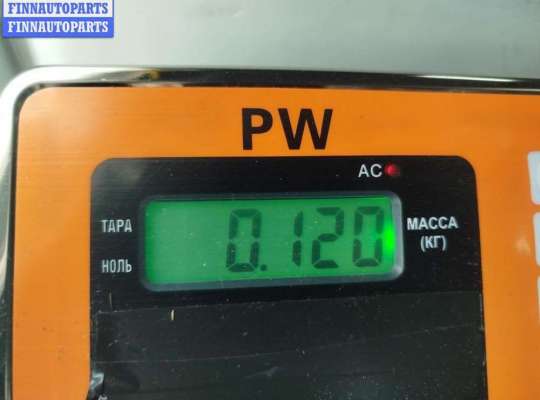 FINNAUTOPARTS
FINNAUTOPARTS
PW
AC
ТАРА
НОЛЬ
0.120
МАССА
(КГ)